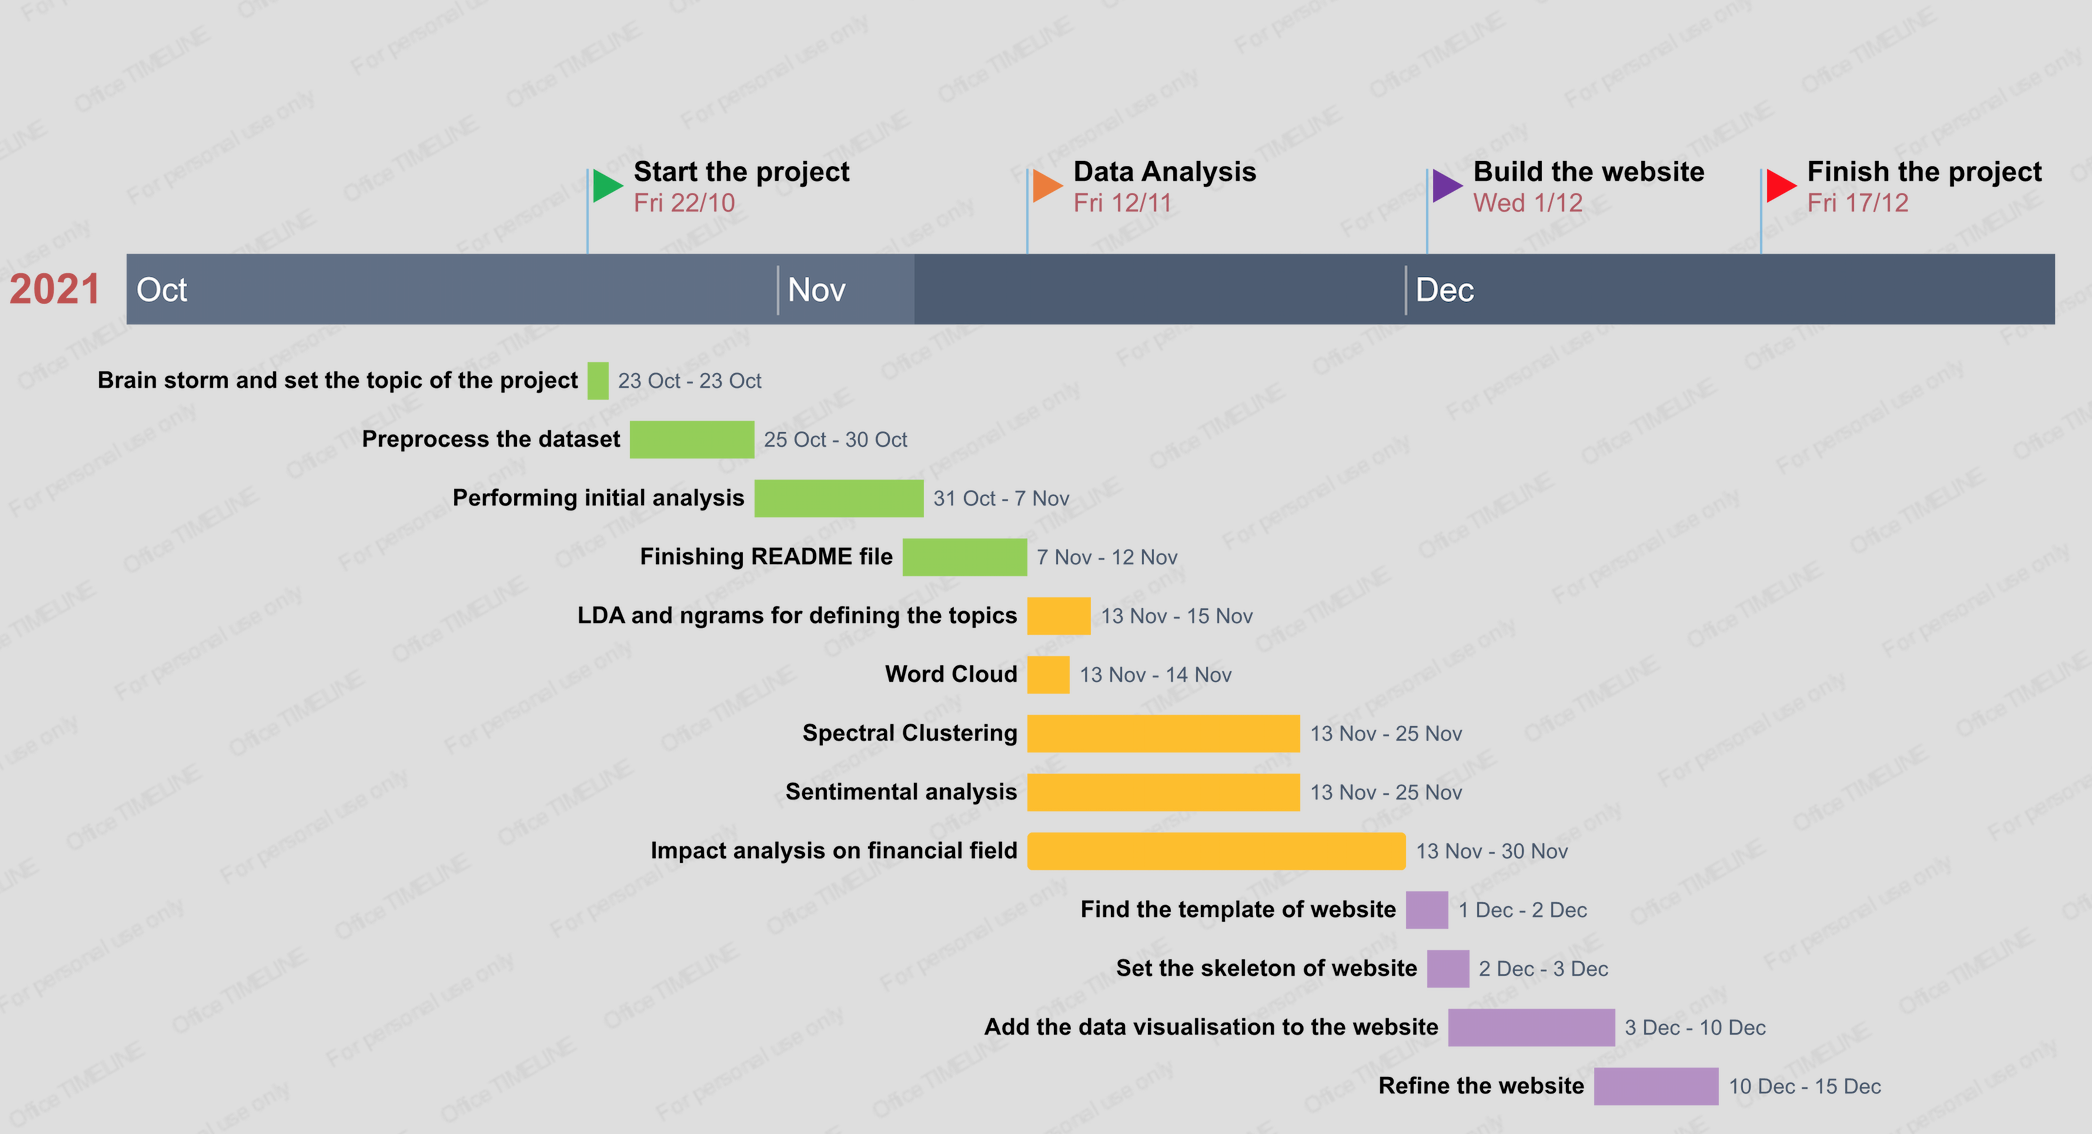 Start the project
Fri 22/10
Data Analysis
Fri 12/11
Build the website
Wed 1/12
Finish the project
Fri 17/12
2021
Oct
Nov
Dec
Brain storm and set the topic of the project 23 Oct - 23 Oct
Preprocess the dataset 25 Oct - 30 Oct
Performing initial analysis 31 Oct - 7 Nov
Finishing README file 7 Nov - 12 Nov
LDA and ngrams for defining the topics 13 Nov - 15 Nov
Word Cloud 13 Nov - 14 Nov
Spectral Clustering 13 Nov - 25 Nov
Sentimental analysis 13 Nov - 25 Nov
Impact analysis on financial field 13 Nov - 30 Nov
Find the template of website 1 Dec - 2 Dec
Set the skeleton of website 2 Dec - 3 Dec
Add the data visualisation to the website 3 Dec - 10 Dec
Refine the website 10 Dec - 15 Dec
Office TIMELINE
For personal use only